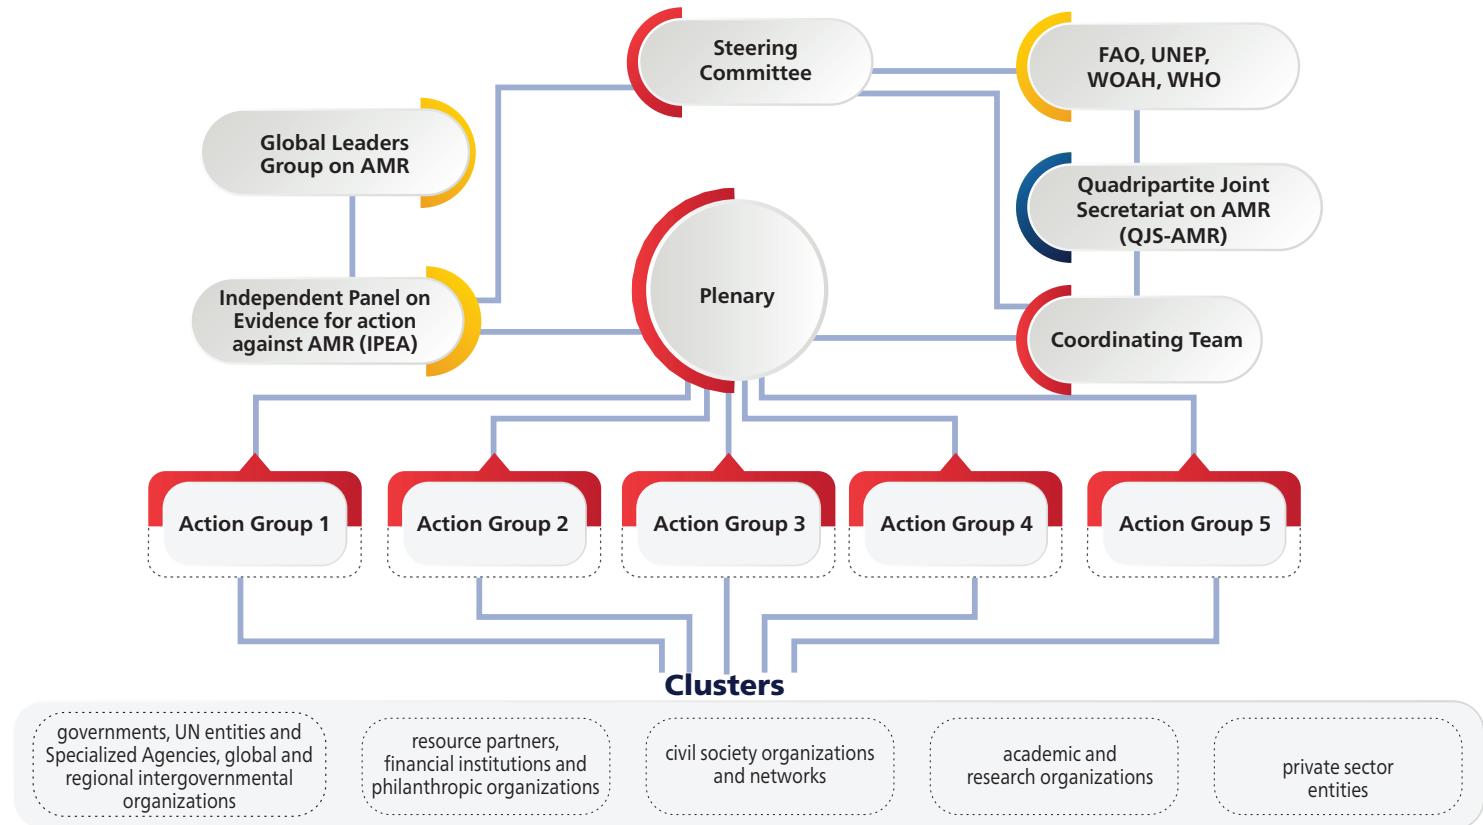 Steering
Committee
FAO, UNEP,
WOAH, WHO
Global Leaders
Group on AMR
Quadripartite Joint
Secretariat on AMR
(QJS-AMR)
Independent Panel on
Evidence for action
against AMR (IPEA)
Plenary
Coordinating Team
Action Group 1
Action Group 2
Action Group 3
Action Group 4
Action Group 5
Clusters
governments, UN entities and
Specialized Agencies, global and
regional intergovernmental
organizations
resource partners,
financial institutions and
philanthropic organizations
civil society organizations
and networks
academic and
research organizations
private sector
entities